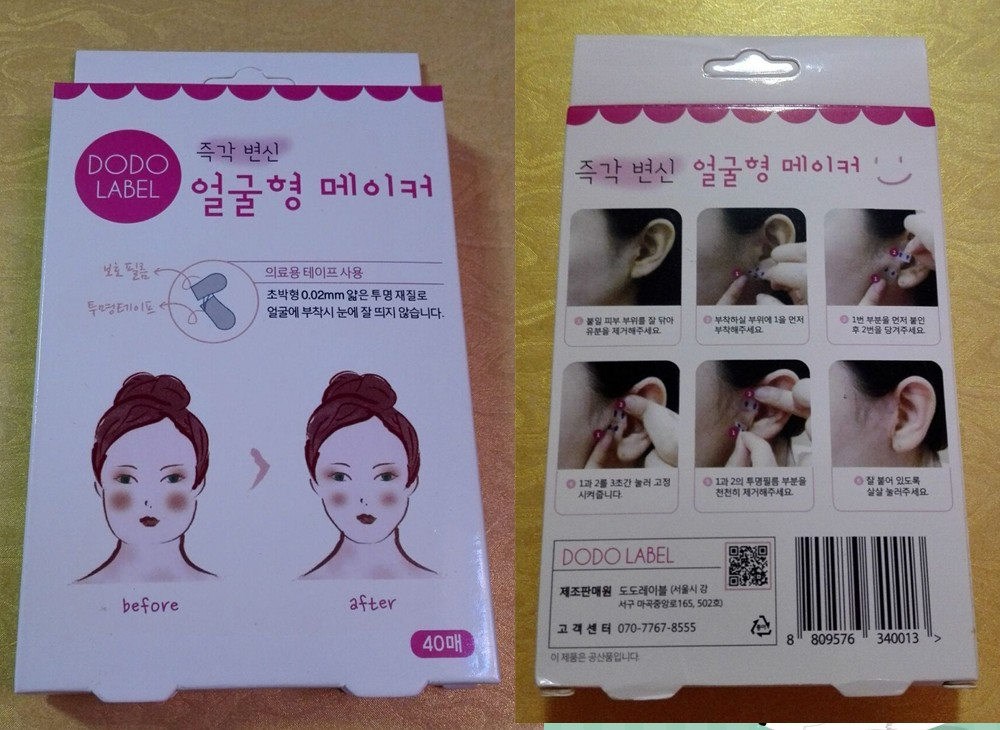 DODO
LABEL
즉각 변신
얼굴형 메이커
보호필름
투명테이프
의료용 테이프 사용
초박형 0.02mm 얇은 투명 재질로
얼굴에 부착시 눈에 잘 띄지 않습니다.
before
after
40매
즉각 변신 얼굴형 메이커
1 붙일 피부 부위를 잘 닦아
유분을 제거해주세요.
2 부착하실 부위에 1을 먼저
부착해주세요.
3 1번 부분을 먼저 붙인
후 2번을 당겨주세요.
4 1과 2를 3초간 눌러 고정
시켜줍니다.
5 1과 2의 투명필름 부분을
천천히 제거해주세요.
6 잘 붙어 있도록
살살 눌러주세요.
DODO LABEL
제조판매원 도도레이블 (서울시 강
서구 마곡중앙로165, 502호)
고객센터 070-7767-8555
8 809576 340013 >
이 제품은 공산품입니다.